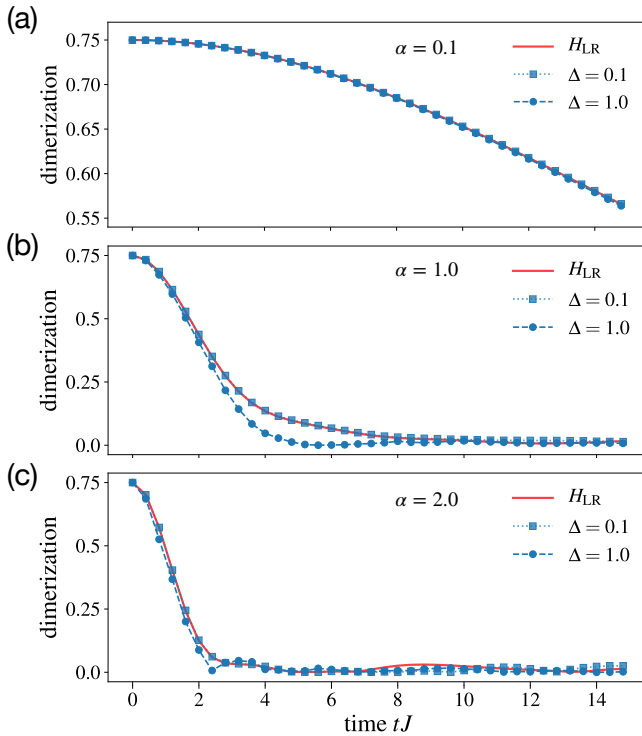 (a)
0.75
0.70
0.65
0.60
0.55
dimerization
α = 0.1
H_LR
Δ = 0.1
Δ = 1.0
(b)
0.75
0.50
0.25
0.0
dimerization
α = 1.0
H_LR
Δ = 0.1
Δ = 1.0
(c)
0.75
0.50
0.25
0.0
dimerization
α = 2.0
H_LR
Δ = 0.1
Δ = 1.0
0 2 4 6 8 10 12 14
time tJ